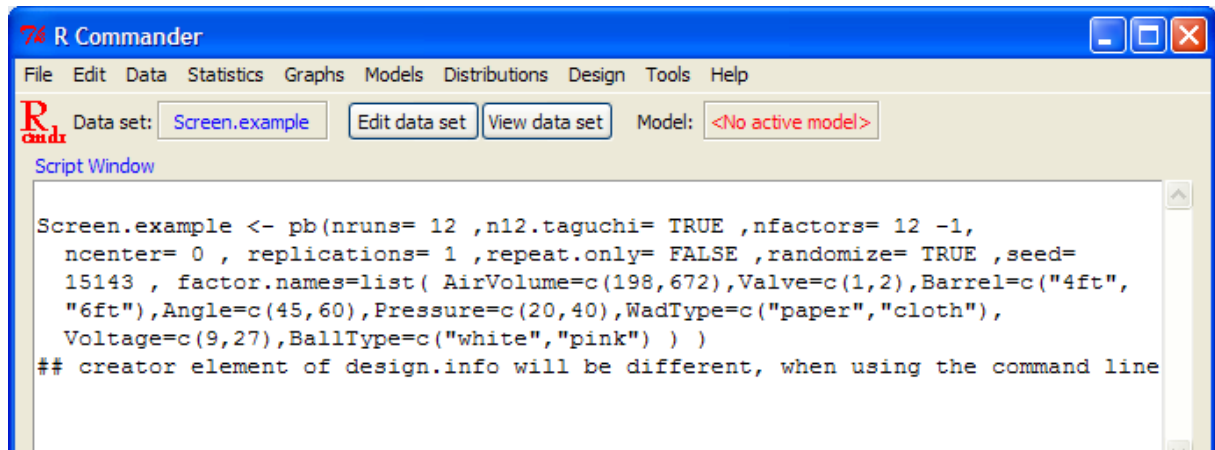 R Commander
File Edit Data Statistics Graphs Models Distributions Design Tools Help
R cmdr Data set: Screen.example Edit data set View data set Model: <No active model>
Script Window
Screen.example <- pb(nruns= 12 ,n12.taguchi= TRUE ,nfactors= 12 -1,
ncenter= 0 , replications= 1 ,repeat.only= FALSE ,randomize= TRUE ,seed=
15143 , factor.names=list( AirVolume=c(198,672),Valve=c(1,2),Barrel=c("4ft",
"6ft"),Angle=c(45,60),Pressure=c(20,40),WadType=c("paper","cloth"),
Voltage=c(9,27),BallType=c("white","pink") ) )
## creator element of design.info will be different, when using the command line